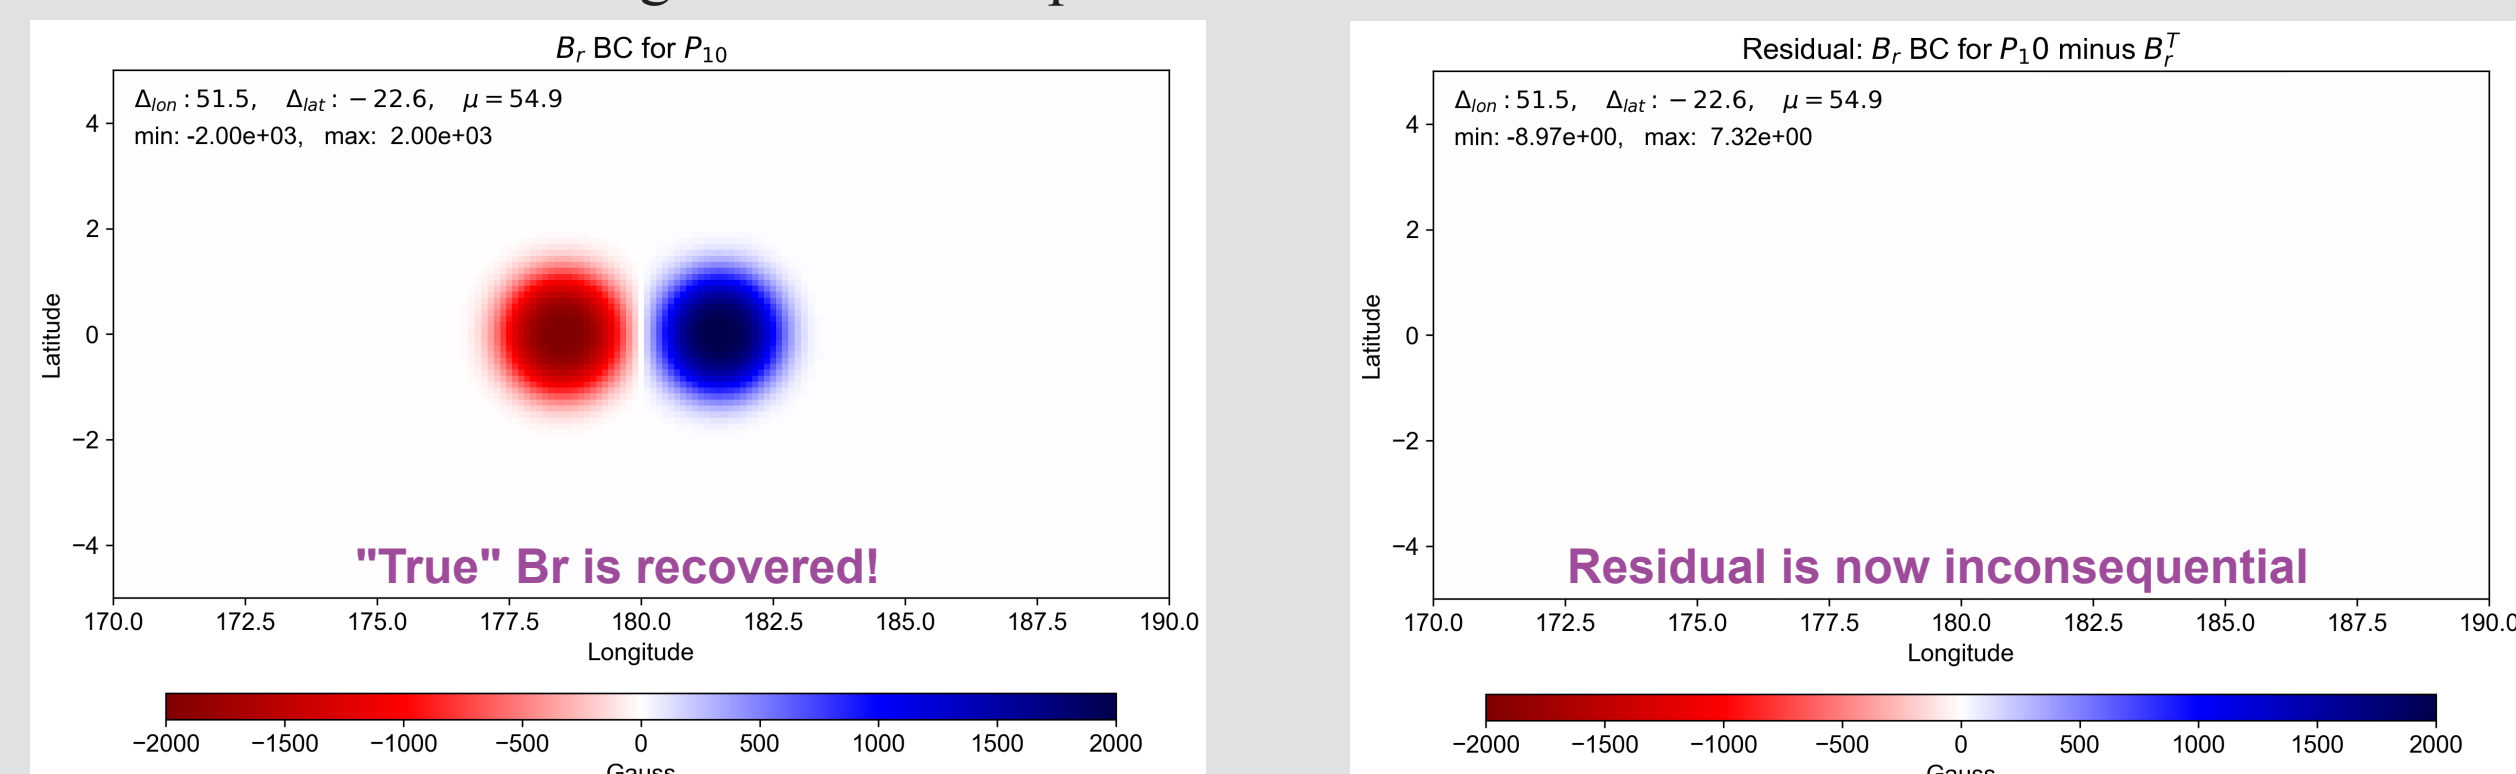 B_r BC for P_10
Δ_lon : 51.5, Δ_lat : −22.6, μ = 54.9
min: -2.00e+03, max: 2.00e+03
4
2
0
−2
−4
Latitude
"True" Br is recovered!
170.0 172.5 175.0 177.5 180.0 182.5 185.0 187.5 190.0
Longitude
−2000 −1500 −1000 −500 0 500 1000 1500 2000
Gauss
Residual: B_r BC for P_10 minus B_r^T
Δ_lon : 51.5, Δ_lat : −22.6, μ = 54.9
min: -8.97e+00, max: 7.32e+00
4
2
0
−2
−4
Latitude
Residual is now inconsequential
170.0 172.5 175.0 177.5 180.0 182.5 185.0 187.5 190.0
Longitude
−2000 −1500 −1000 −500 0 500 1000 1500 2000
Gauss